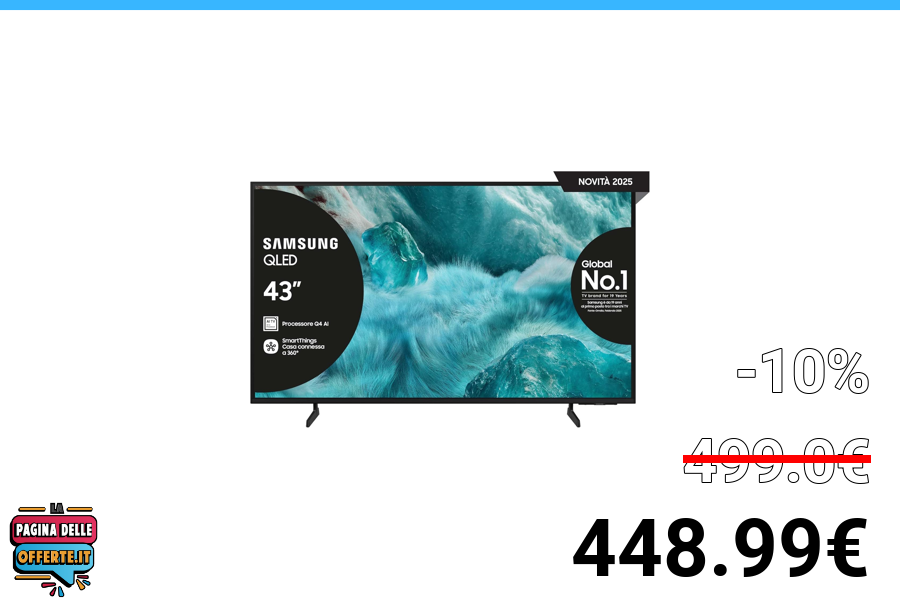 NOVITÀ 2025
SAMSUNG
QLED
43”
Processore Q4 AI
SmartThings
Casa connessa
a 360°
Global
No.1
TV brand for 19 Years
-10%
499.0€
448.99€
LA
PAGINA DELLE
OFFERTE.IT